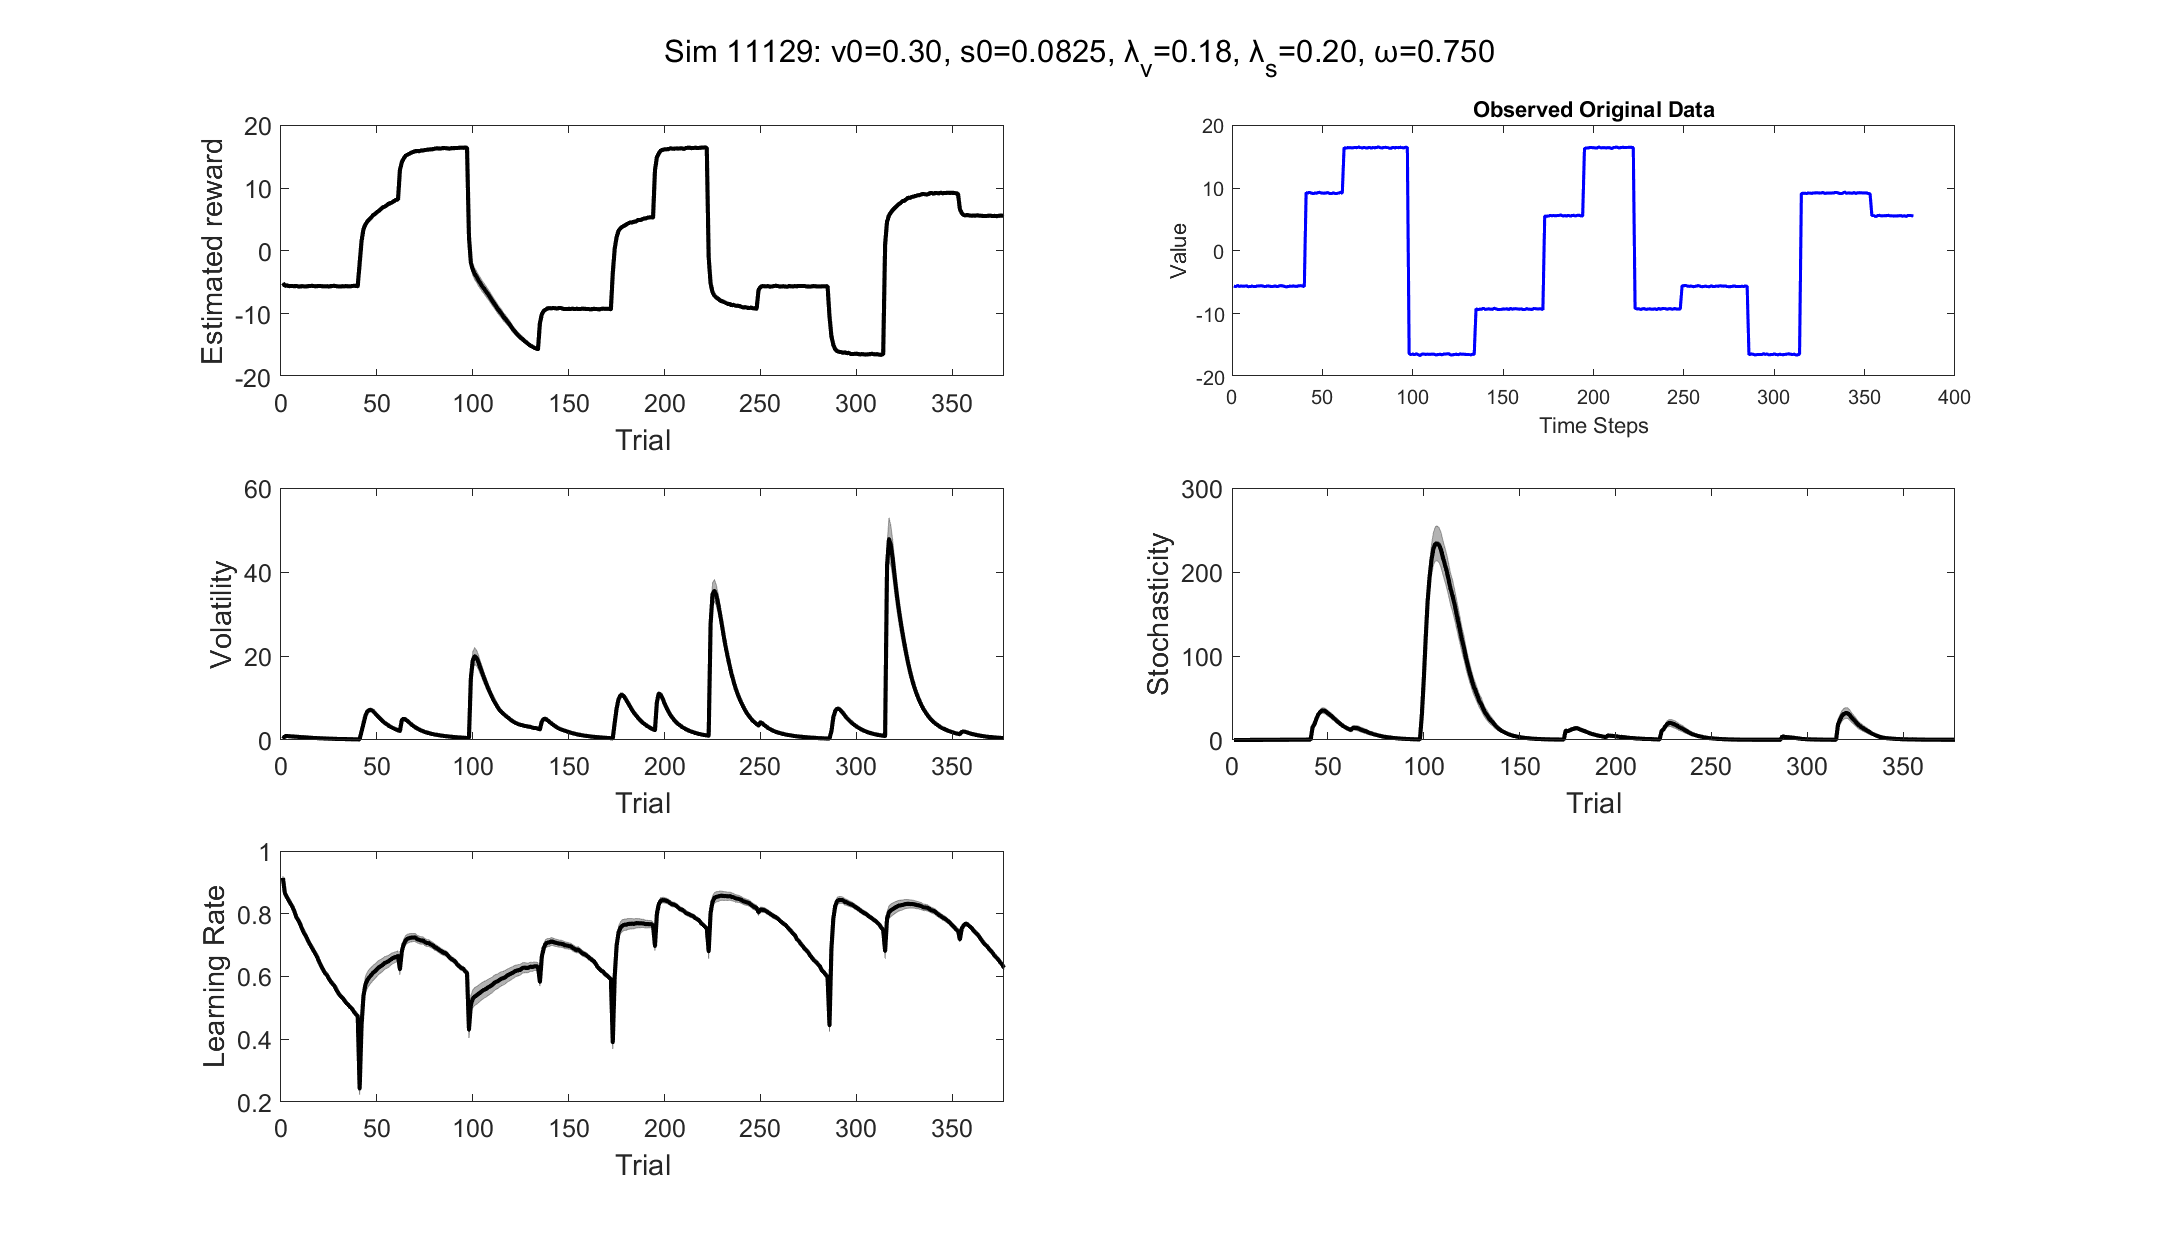 Sim 11129: v0=0.30, s0=0.0825, λv=0.18, λs=0.20, ω=0.750
Estimated reward
20
10
0
-10
-20
0 50 100 150 200 250 300 350
Trial
Observed Original Data
Value
20
10
0
-10
-20
0 50 100 150 200 250 300 350 400
Time Steps
Volatility
60
40
20
0
0 50 100 150 200 250 300 350
Trial
Stochasticity
300
200
100
0
0 50 100 150 200 250 300 350
Trial
Learning Rate
1
0.8
0.6
0.4
0.2
0 50 100 150 200 250 300 350
Trial